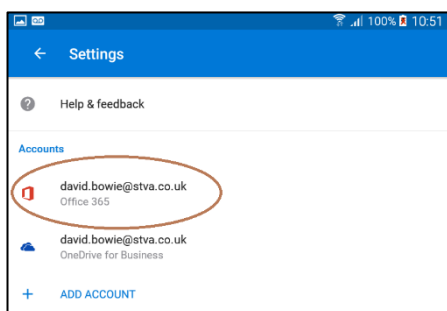 100% 10:51
Settings
Help & feedback
Accounts
david.bowie@stva.co.uk
Office 365
david.bowie@stva.co.uk
OneDrive for Business
+ ADD ACCOUNT